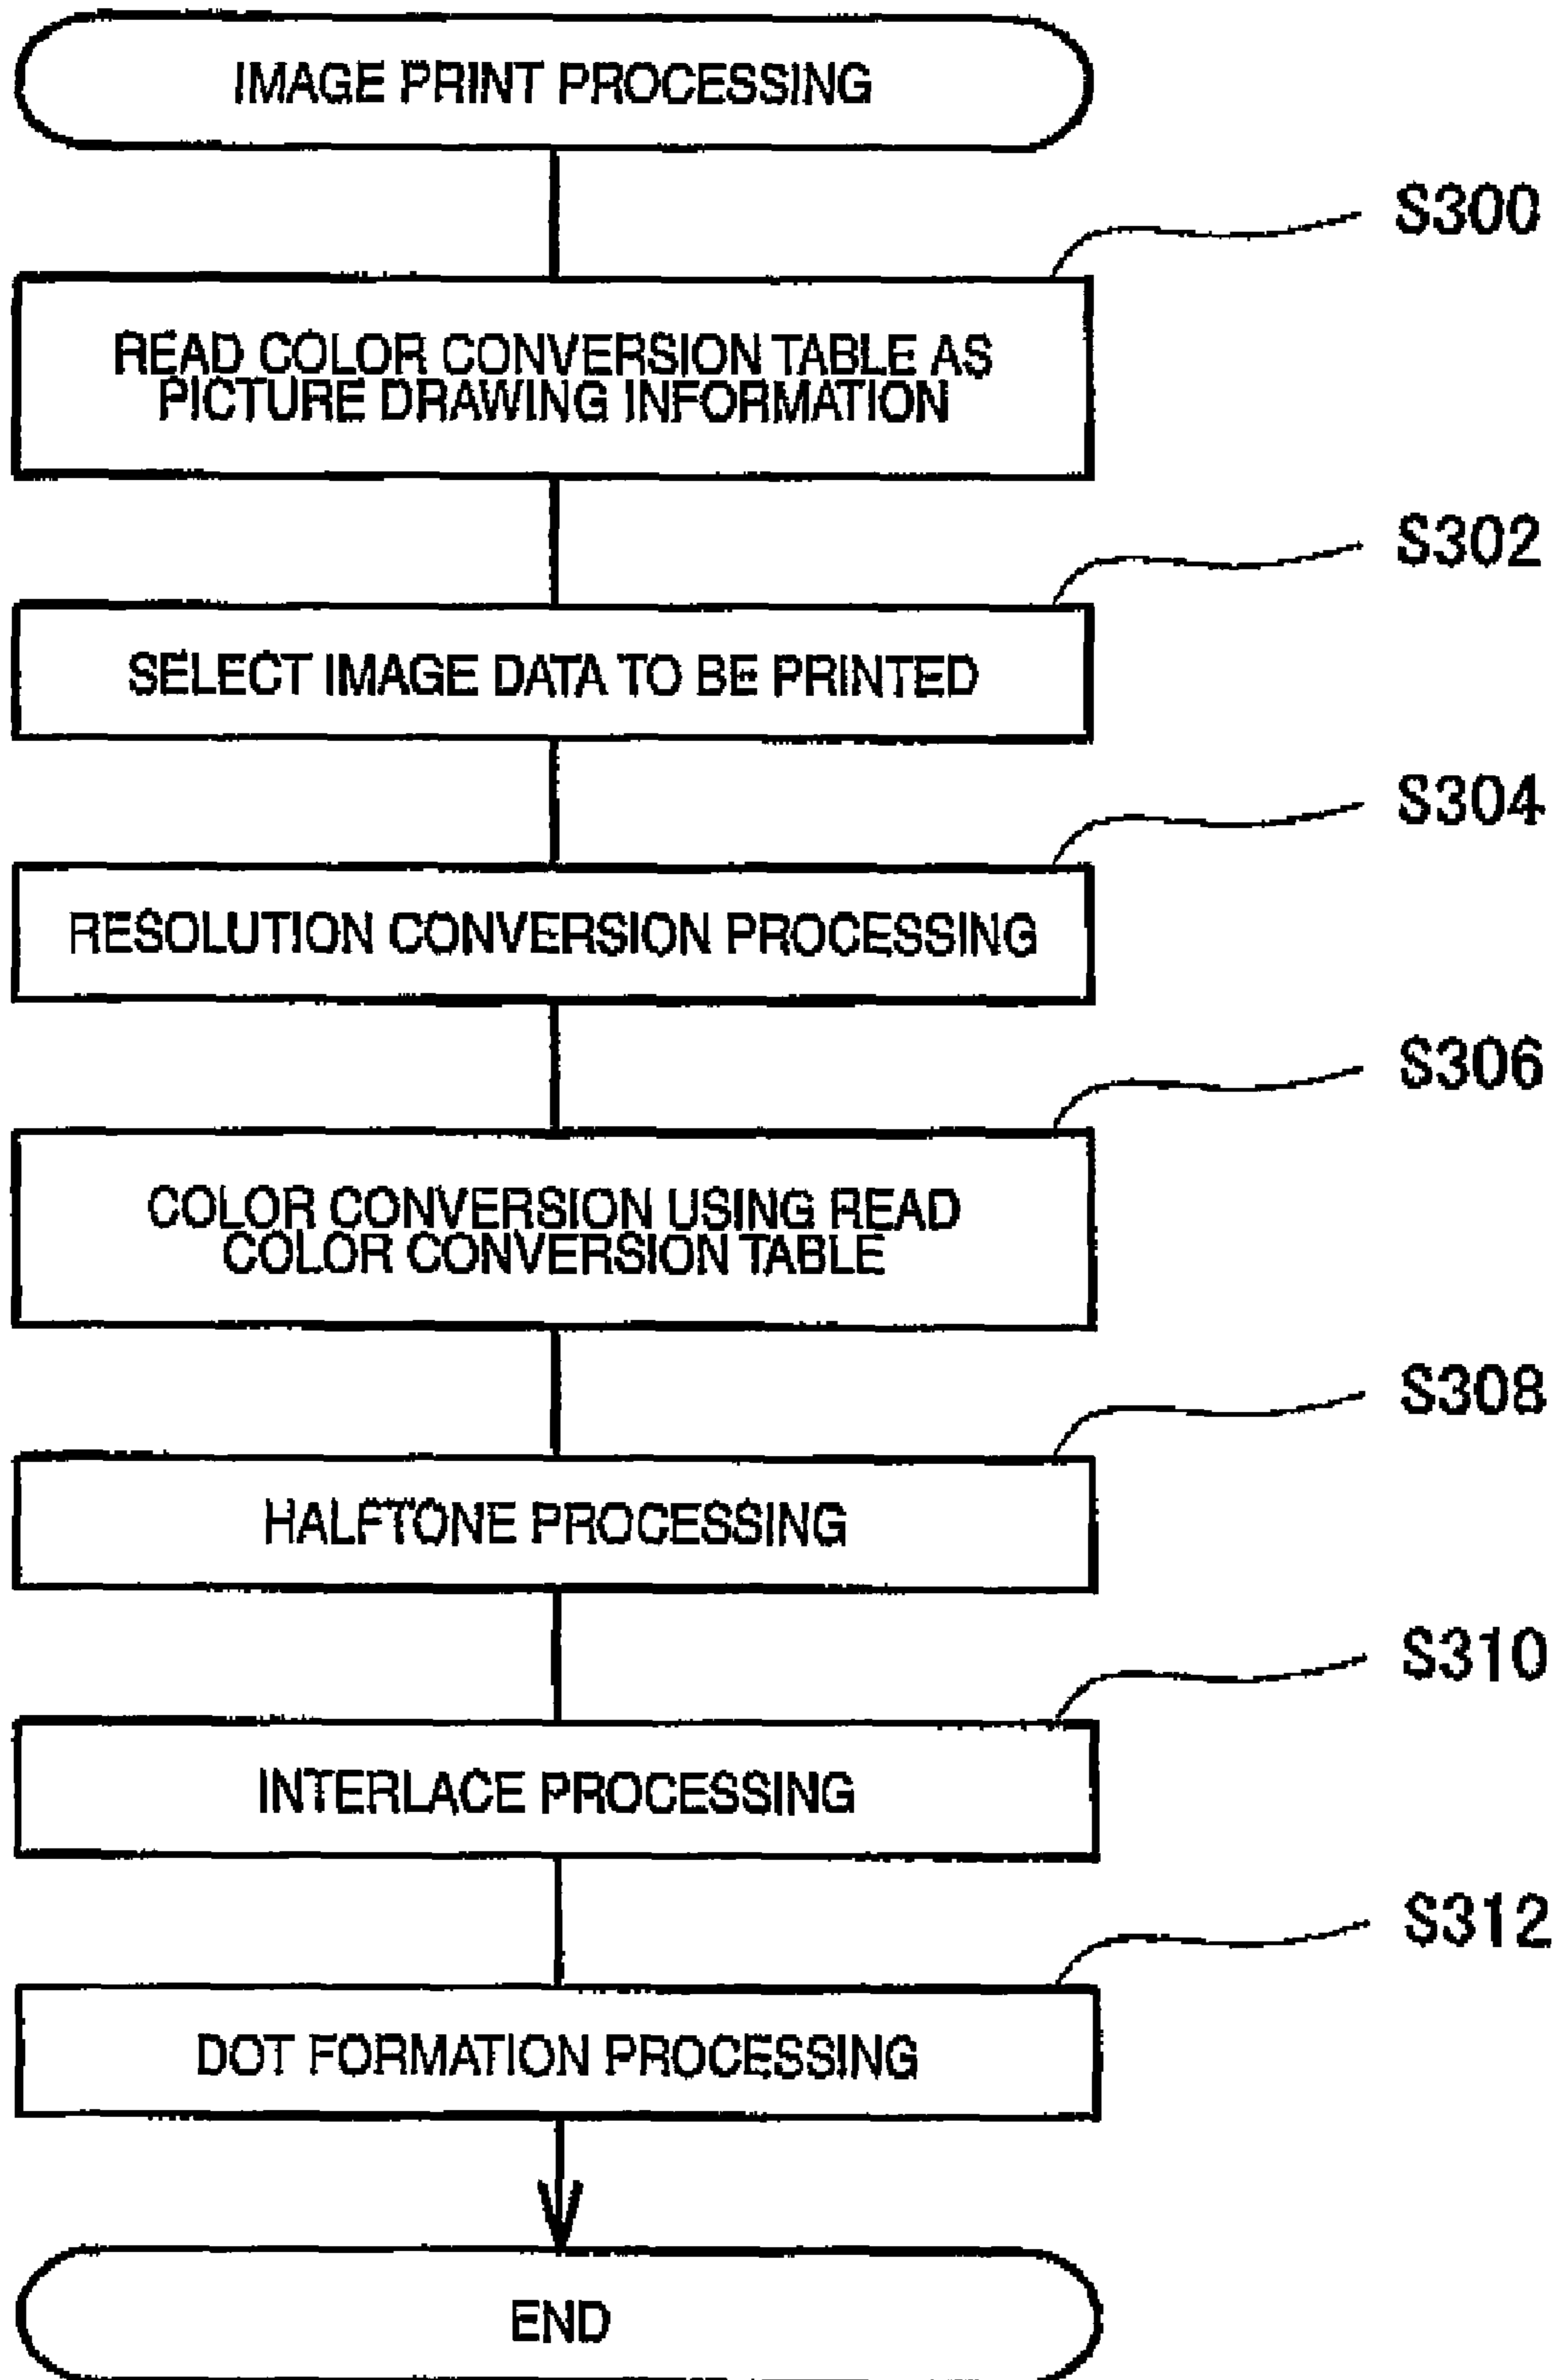 IMAGE PRINT PROCESSING
S300
READ COLOR CONVERSION TABLE AS
PICTURE DRAWING INFORMATION
S302
SELECT IMAGE DATA TO BE PRINTED
S304
RESOLUTION CONVERSION PROCESSING
S306
COLOR CONVERSION USING READ
COLOR CONVERSION TABLE
S308
HALFTONE PROCESSING
S310
INTERLACE PROCESSING
S312
DOT FORMATION PROCESSING
END